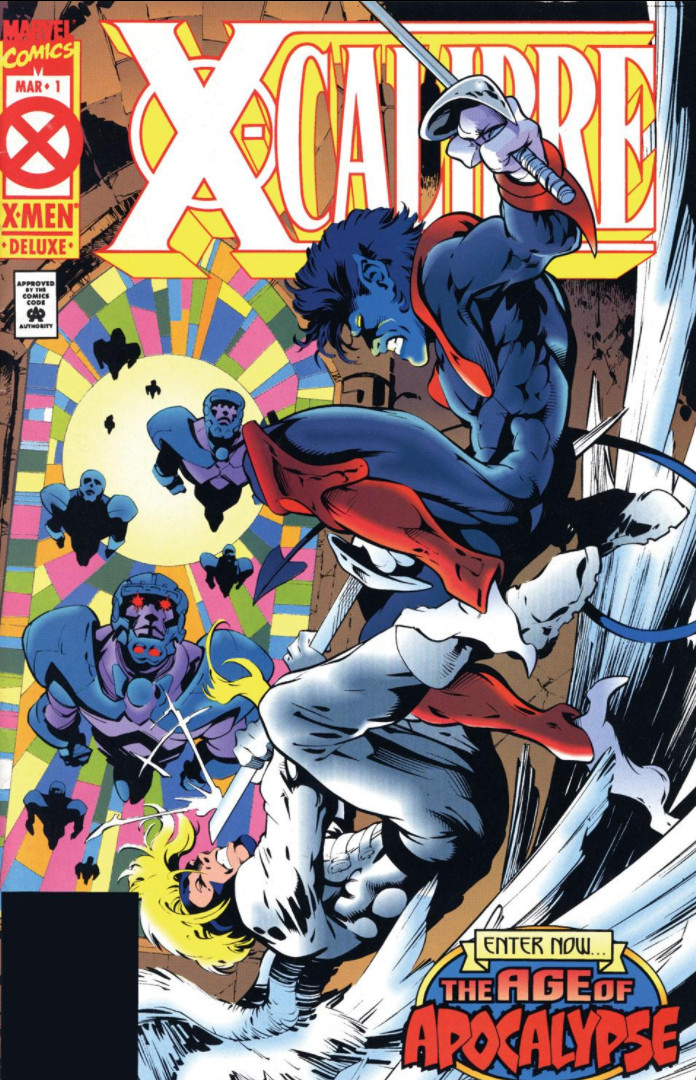 MARVEL
COMICS
MAR • 1
X-MEN
• DELUXE •
APPROVED
BY THE
COMICS
CODE
AUTHORITY
X-CALIBRE
ENTER NOW...
THE AGE OF
APOCALYPSE